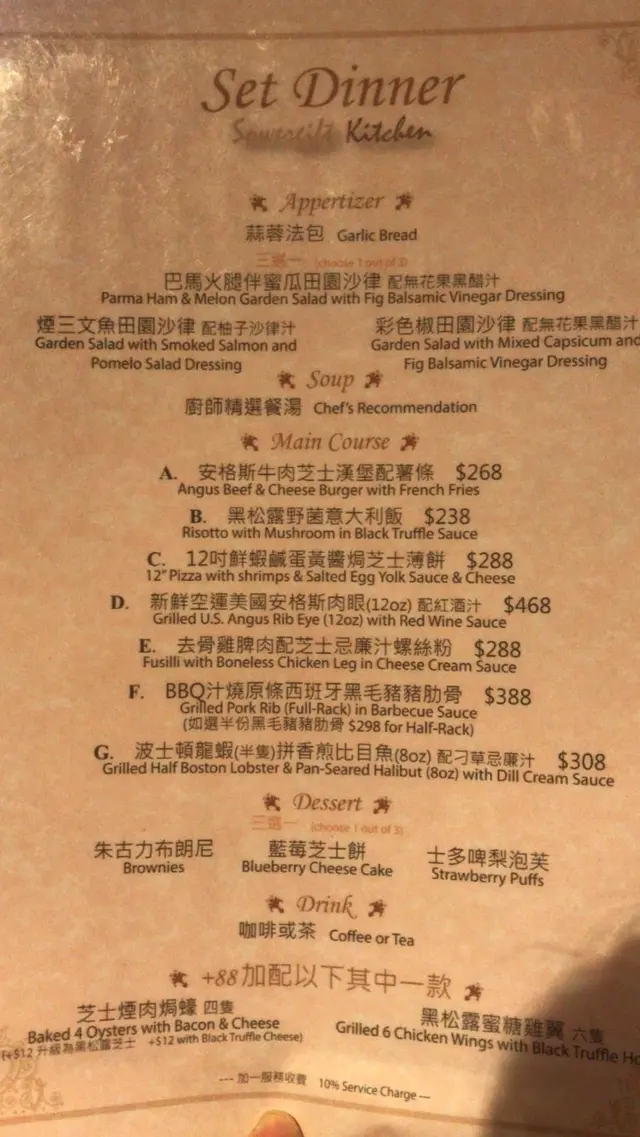 Set Dinner
Kitchen
Appertizer
蒜蓉法包 Garlic Bread
三選一 (choose 1 out of 3)
巴馬火腿伴蜜瓜田園沙律 配無花果黑醋汁
Parma Ham & Melon Garden Salad with Fig Balsamic Vinegar Dressing
煙三文魚田園沙律 配柚子沙律汁
Garden Salad with Smoked Salmon and
Pomelo Salad Dressing
彩色椒田園沙律 配無花果黑醋汁
Garden Salad with Mixed Capsicum and
Fig Balsamic Vinegar Dressing
Soup
廚師精選餐湯 Chef's Recommendation
Main Course
A. 安格斯牛肉芝士漢堡配薯條 $268
Angus Beef & Cheese Burger with French Fries
B. 黑松露野菌意大利飯 $238
Risotto with Mushroom in Black Truffle Sauce
C. 12吋鮮蝦鹹蛋黃醬焗芝士薄餅 $288
12" Pizza with shrimps & Salted Egg Yolk Sauce & Cheese
D. 新鮮空運美國安格斯肉眼(12oz) 配紅酒汁 $468
Grilled U.S. Angus Rib Eye (12oz) with Red Wine Sauce
E. 去骨雞脾肉配芝士忌廉汁螺絲粉 $288
Fusilli with Boneless Chicken Leg in Cheese Cream Sauce
F. BBQ汁燒原條西班牙黑毛豬豬肋骨 $388
Grilled Pork Rib (Full-Rack) in Barbecue Sauce
(如選半份黑毛豬豬肋骨 $298 for Half-Rack)
G. 波士頓龍蝦(半隻)拼香煎比目魚(8oz) 配刁草忌廉汁 $308
Grilled Half Boston Lobster & Pan-Seared Halibut (8oz) with Dill Cream Sauce
Dessert
三選一 (choose 1 out of 3)
朱古力布朗尼
Brownies
藍莓芝士餅
Blueberry Cheese Cake
士多啤梨泡芙
Strawberry Puffs
Drink
咖啡或茶 Coffee or Tea
+88加配以下其中一款
芝士煙肉焗蠔 四隻
Baked 4 Oysters with Bacon & Cheese
(+$12 升級為黑松露芝士 +$12 with Black Truffle Cheese)
黑松露蜜糖雞翼 六隻
Grilled 6 Chicken Wings with Black Truffle Ho
--- 加一服務收費 10% Service Charge ---